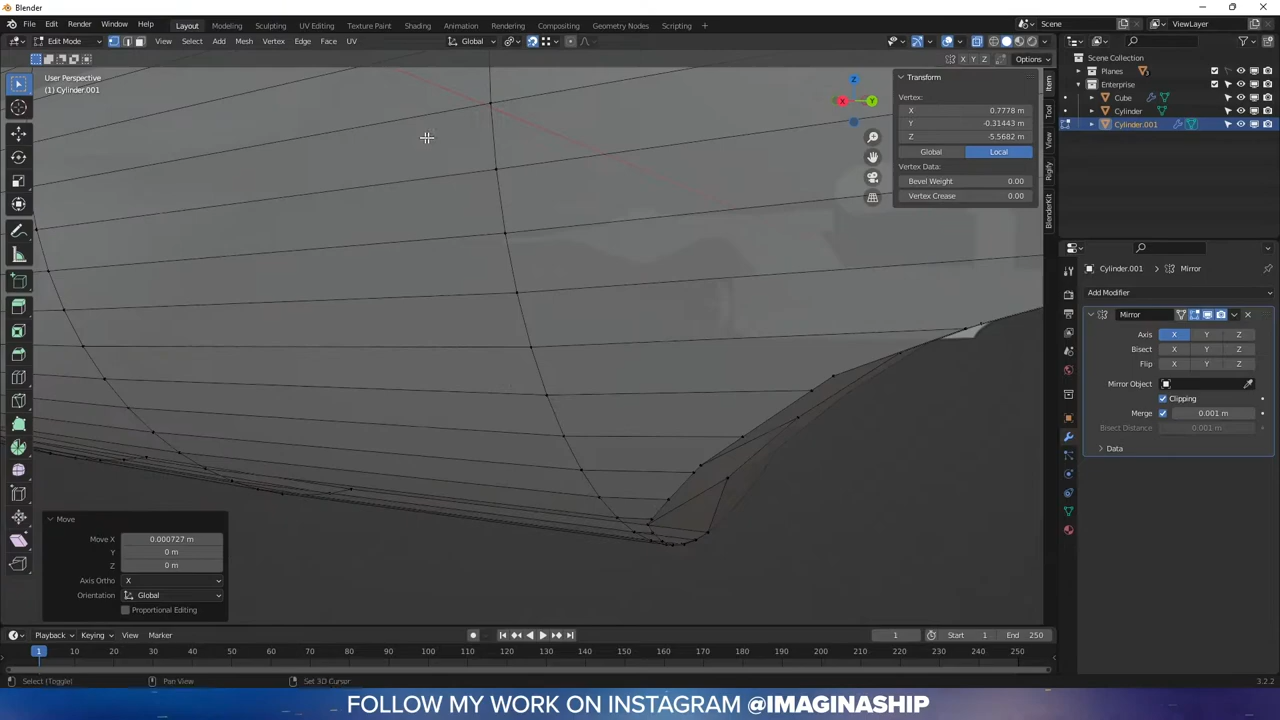 Blender
File Edit Render Window Help Layout Modeling Sculpting UV Editing Texture Paint Shading Animation Rendering Compositing Geometry Nodes Scripting + Scene ViewLayer
Edit Mode View Select Add Mesh Vertex Edge Face UV Global
X Y Z Options
User Perspective
(1) Cylinder.001
Z
X Y
Transform
Vertex:
X 0.7778 m
Y -0.31443 m
Z -5.5682 m
Global Local
Vertex Data:
Bevel Weight 0.00
Vertex Crease 0.00
Item
Tool
View
Rigify
BlenderKit
Scene Collection
Planes
Enterprise
Cube
Cylinder
Cylinder.001
Cylinder.001 > Mirror
Add Modifier
Mirror
Axis X Y Z
Bisect X Y Z
Flip X Y Z
Mirror Object
Clipping
Merge 0.001 m
Bisect Distance 0.001 m
Data
Move
Move X 0.000727 m
Y 0 m
Z 0 m
Axis Ortho X
Orientation Global
Proportional Editing
Playback Keying View Marker 1 Start 1 End 250
1 10 20 30 40 50 60 70 80 90 100 110 120 130 140 150 160 170 180 190 200 210 220 230 240 250
Select (Toggle) Pan View Set 3D Cursor 3.2.2
FOLLOW MY WORK ON INSTAGRAM @IMAGINASHIP